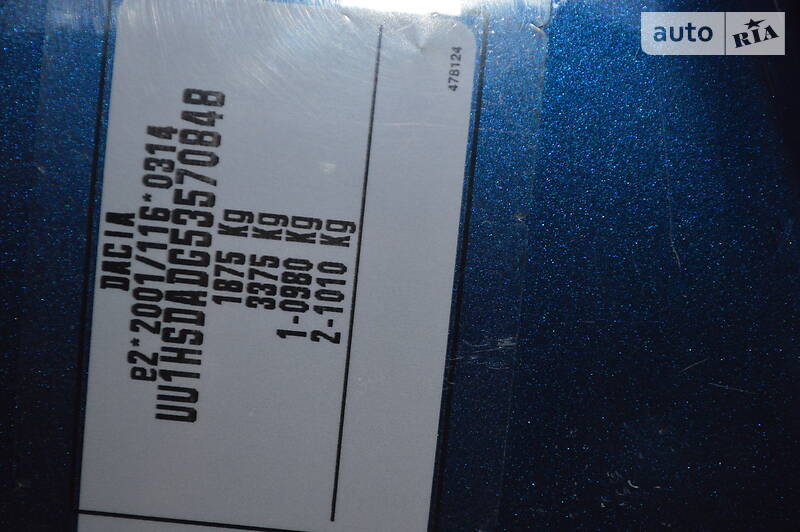 DACIA
e2*2001/116*0314
UU1HSDADG53570848
1875 Kg
3375 Kg
1-0980 Kg
2-1010 Kg
478124
auto RIA